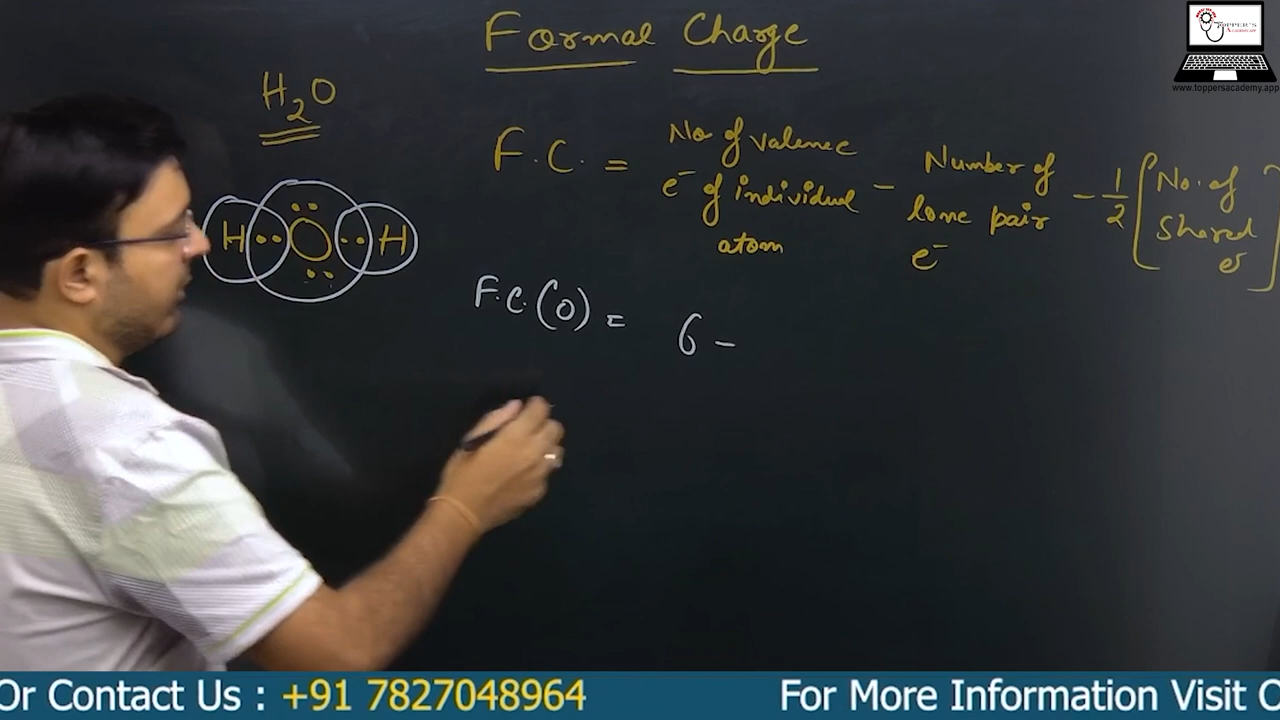 Formal Charge
TOPPER'S
www.toppersacademy.app
H₂O
F.C. = No of valence e⁻ of individual atom − Number of lone pair e⁻ − 1/2 [No. of Shared e⁻]
H : O : H
F.C.(O) = 6 −
Or Contact Us : +91 7827048964 For More Information Visit O